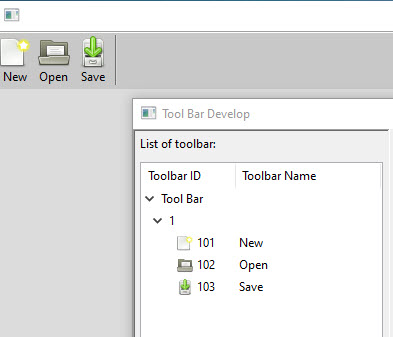 New Open Save
Tool Bar Develop
List of toolbar:
Toolbar ID Toolbar Name
Tool Bar
1
101 New
102 Open
103 Save